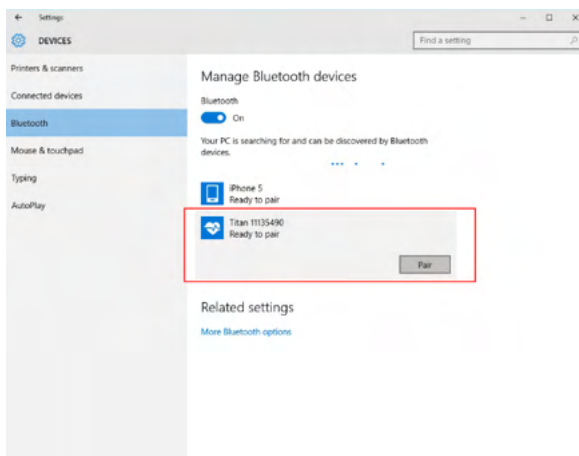 Settings
DEVICES
Find a setting
Printers & scanners
Connected devices
Bluetooth
Mouse & touchpad
Typing
AutoPlay
Manage Bluetooth devices
Bluetooth
On
Your PC is searching for and can be discovered by Bluetooth
devices.
iPhone 5
Ready to pair
Titan 11135490
Ready to pair
Pair
Related settings
More Bluetooth options